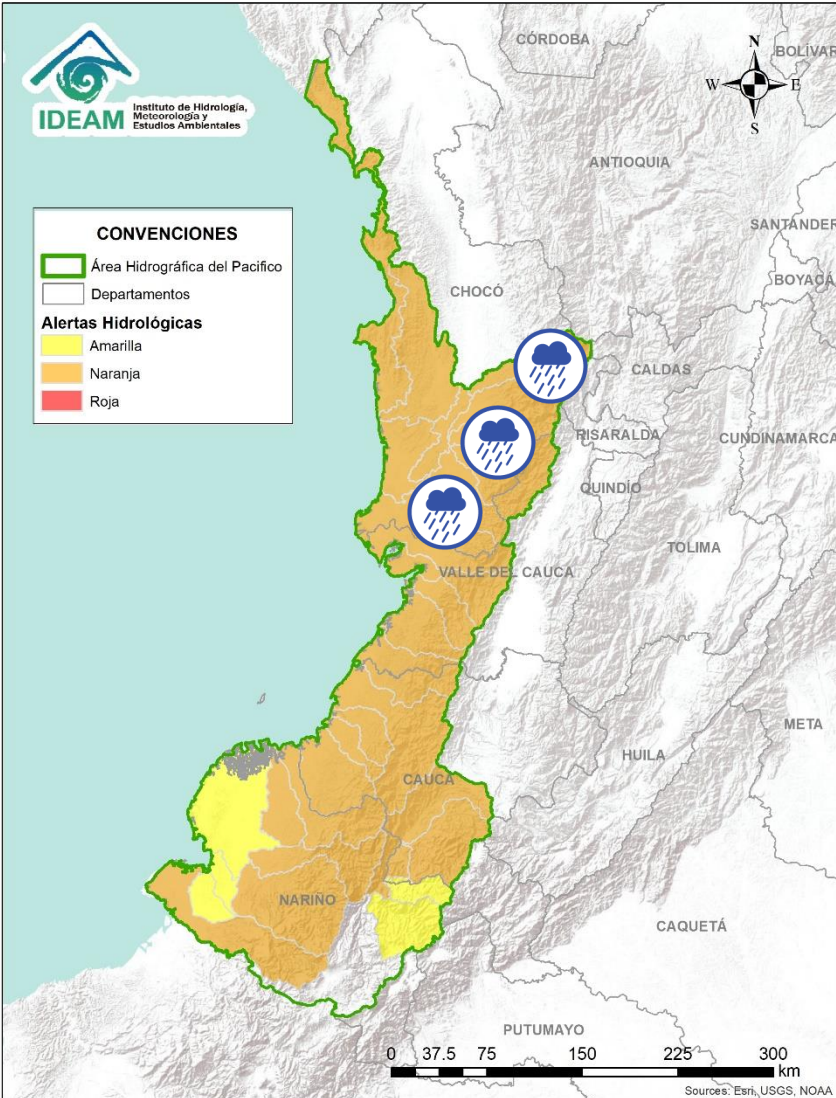 IDEAM
Instituto de Hidrología,
Meteorología y
Estudios Ambientales
CÓRDOBA
BOLÍVAR
N
W
E
S
ANTIOQUIA
SANTANDER
BOYACÁ
CONVENCIONES
Área Hidrográfica del Pacifico
Departamentos
Alertas Hidrológicas
Amarilla
Naranja
Roja
CHOCÓ
CALDAS
RISARALDA
CUNDINAMARCA
QUINDÍO
TOLIMA
VALLE DEL CAUCA
META
HUILA
CAUCA
NARIÑO
CAQUETÁ
PUTUMAYO
0 37.5 75 150 225 300
km
Sources: Esri, USGS, NOAA